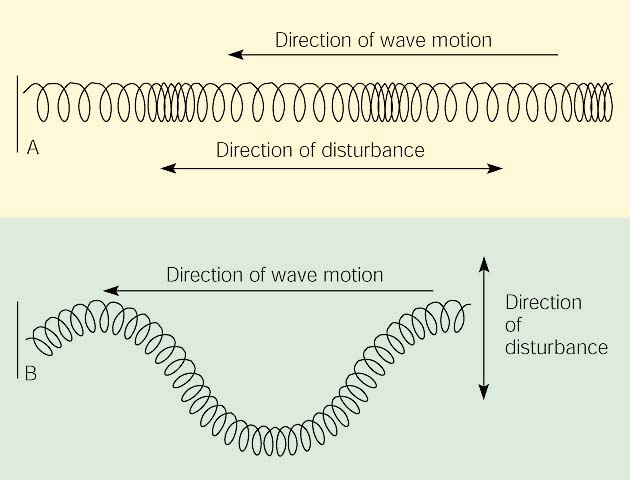 Direction of wave motion
A
Direction of disturbance
Direction of wave motion
Direction
of
disturbance
B